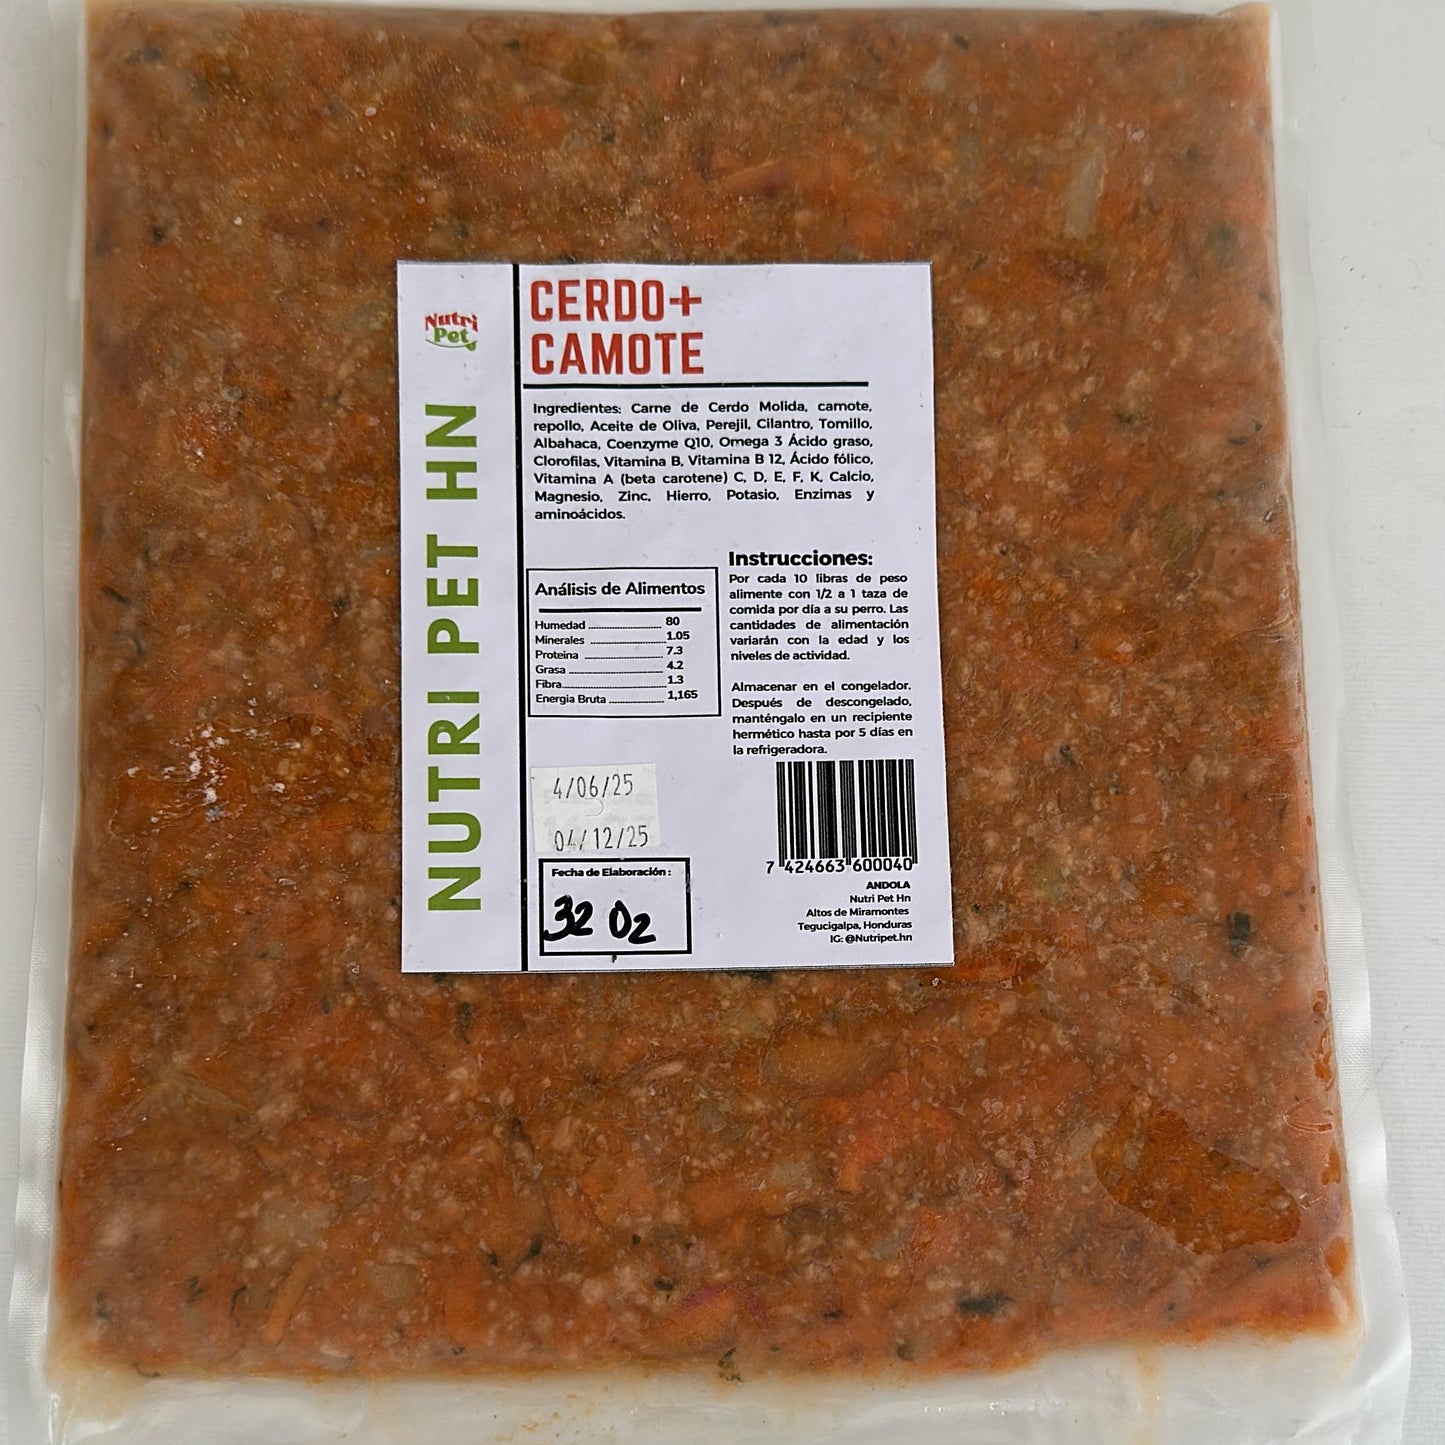 Nutri
Pet
NUTRI PET HN
CERDO+
CAMOTE
Ingredientes: Carne de Cerdo Molida, camote,
repollo, Aceite de Oliva, Perejil, Cilantro, Tomillo,
Albahaca, Coenzyme Q10, Omega 3 Ácido graso,
Clorofilas, Vitamina B, Vitamina B 12, Ácido fólico,
Vitamina A (beta carotene) C, D, E, F, K, Calcio,
Magnesio, Zinc, Hierro, Potasio, Enzimas y
aminoácidos.
Análisis de Alimentos
Humedad 80
Minerales 1.05
Proteina 7.3
Grasa 4.2
Fibra 1.3
Energia Bruta 1,165
Instrucciones:
Por cada 10 libras de peso
alimente con 1/2 a 1 taza de
comida por día a su perro. Las
cantidades de alimentación
variarán con la edad y los
niveles de actividad.
Almacenar en el congelador.
Después de descongelado,
manténgalo en un recipiente
hermético hasta por 5 días en
la refrigeradora.
4/06/25
04/12/25
Fecha de Elaboración:
32 Oz
7 424663 600040
ANDOLA
Nutri Pet Hn
Altos de Miramontes
Tegucigalpa, Honduras
IG: @Nutripet.hn